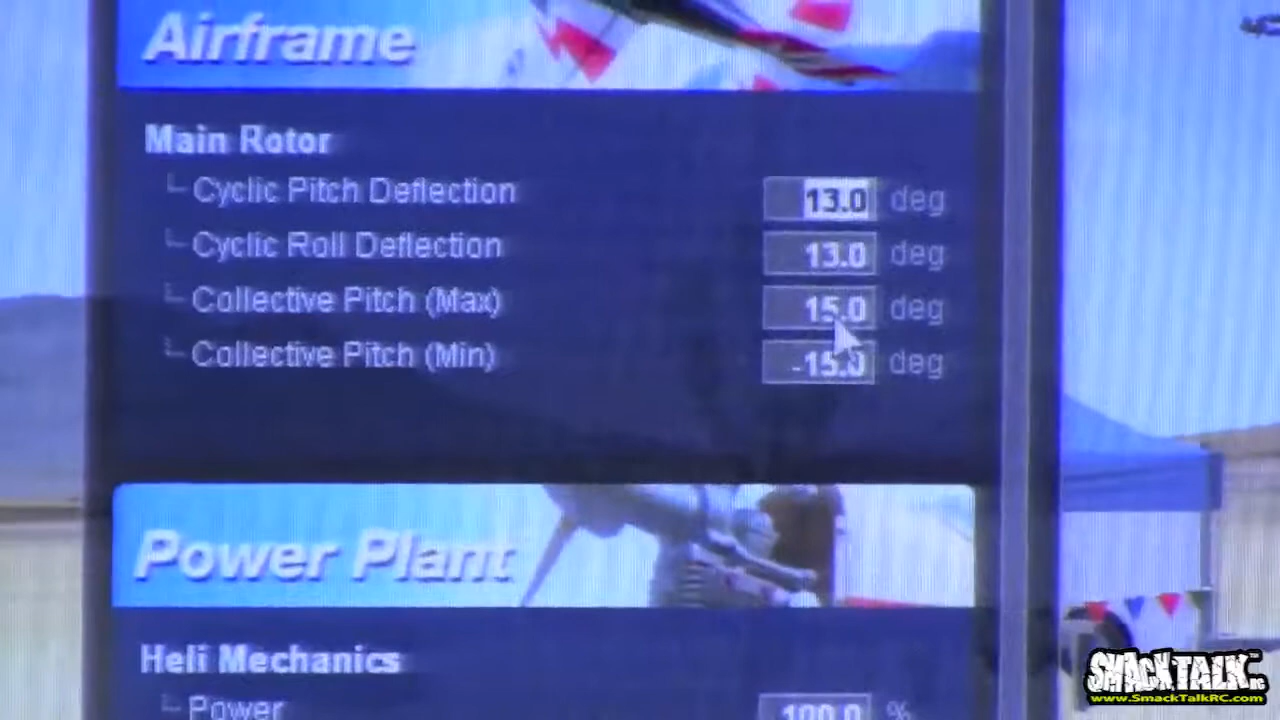 Airframe
Main Rotor
Cyclic Pitch Deflection 13.0 deg
Cyclic Roll Deflection 13.0 deg
Collective Pitch (Max) 15.0 deg
Collective Pitch (Min) -15.0 deg
Power Plant
Heli Mechanics
Power 100.0 %
SMACKTALK RC
www.SmackTalkRC.com